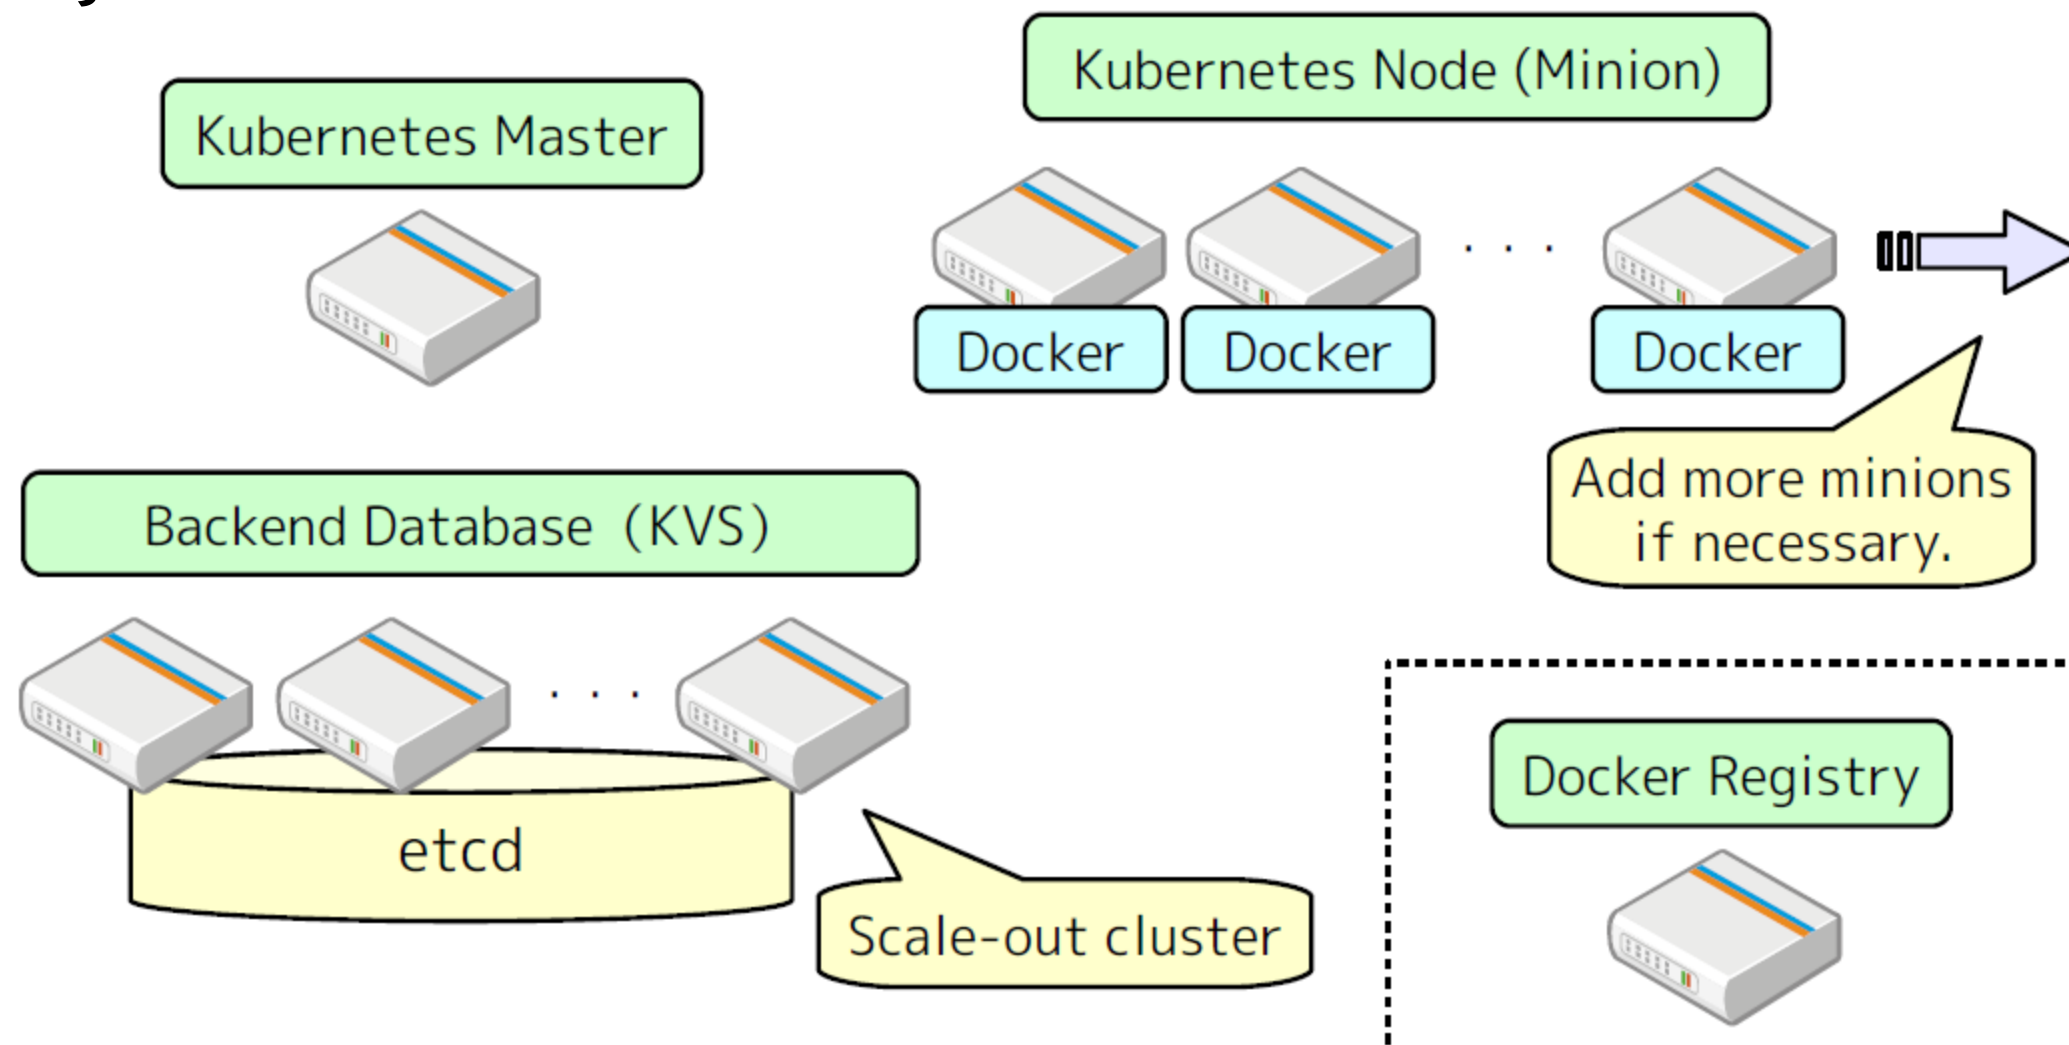 Kubernetes Master
Kubernetes Node (Minion)
Docker
Docker
. . .
Docker
Add more minions
if necessary.
Backend Database (KVS)
. . .
etcd
Scale-out cluster
Docker Registry